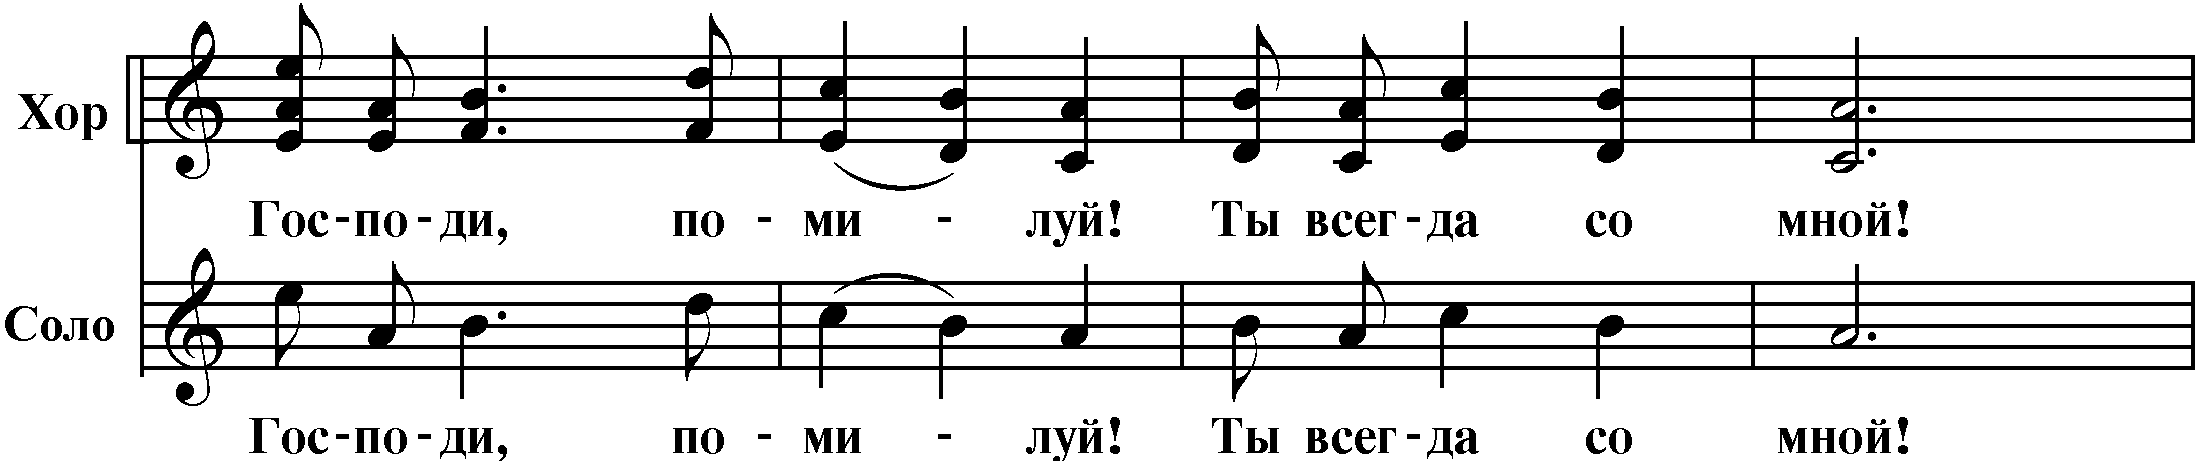 Хор
Гос-по-ди, по - ми - луй! Ты всег-да со мной!
Соло
Гос-по-ди, по - ми - луй! Ты всег-да со мной!